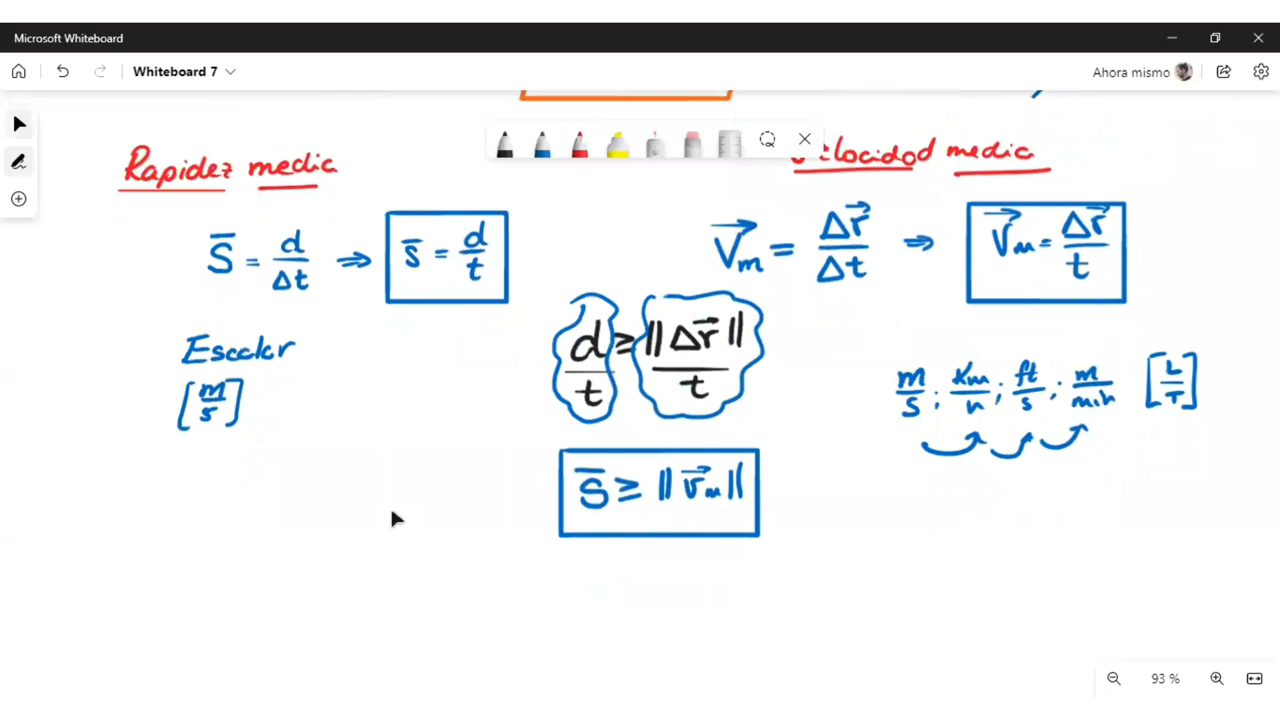 Microsoft Whiteboard
Whiteboard 7
Ahora mismo
Rapidez media
Velocidad media
S̄ = d/Δt ⇒ s̄ = d/t
V⃗m = Δr⃗/Δt ⇒ V⃗m = Δr⃗/t
d/t ≥ ‖Δr⃗‖/t
Escalar
[m/s]
m/s ; Km/h ; ft/s ; m/min [L/T]
S̄ ≥ ‖v⃗m‖
93 %